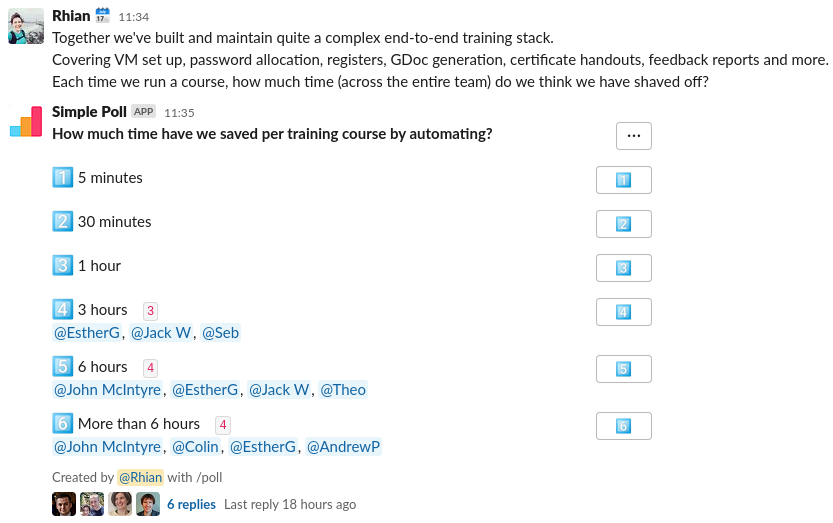 Rhian 17 11:34
Together we've built and maintain quite a complex end-to-end training stack.
Covering VM set up, password allocation, registers, GDoc generation, certificate handouts, feedback reports and more.
Each time we run a course, how much time (across the entire team) do we think we have shaved off?
Simple Poll APP 11:35
How much time have we saved per training course by automating?
1 5 minutes 1
2 30 minutes 2
3 1 hour 3
4 3 hours 3 4
@EstherG, @Jack W, @Seb
5 6 hours 4 5
@John McIntyre, @EstherG, @Jack W, @Theo
6 More than 6 hours 4 6
@John McIntyre, @Colin, @EstherG, @AndrewP
Created by @Rhian with /poll
6 replies Last reply 18 hours ago